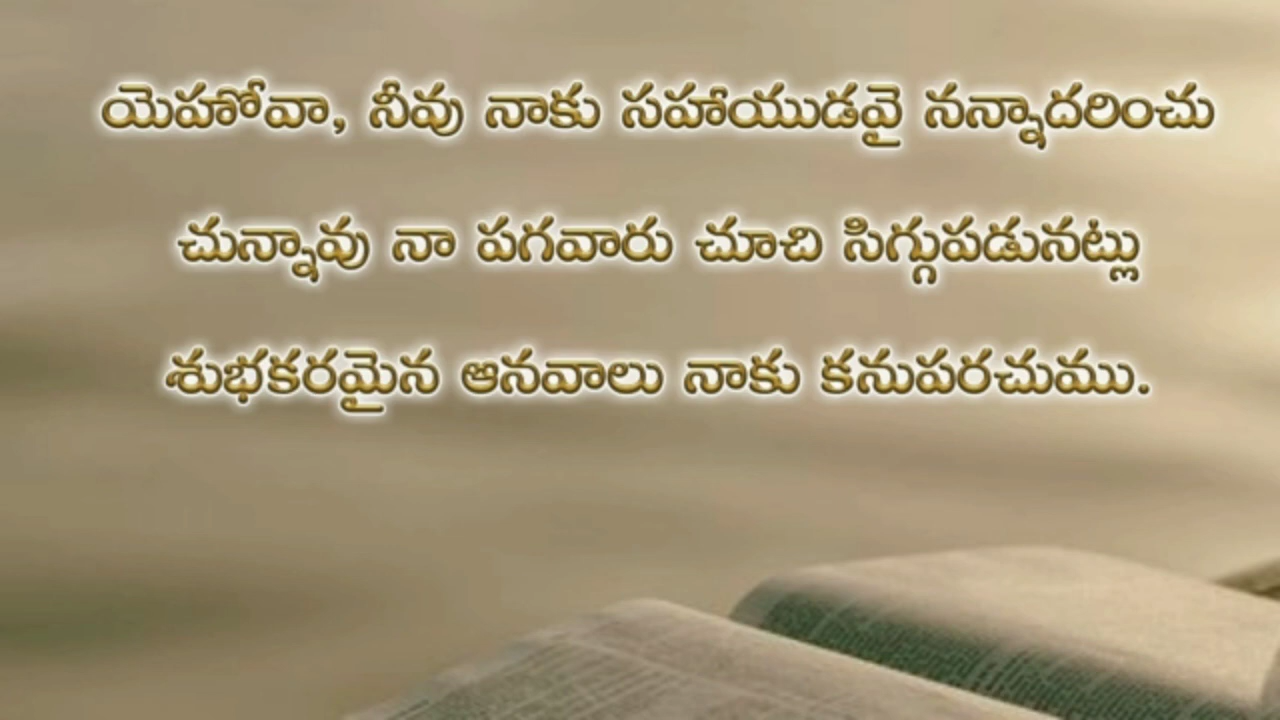 యెహోవా, నీవు నాకు సహాయుడవై నన్నాదరించు
చున్నావు నా పగవారు చూచి సిగ్గుపడునట్లు
శుభకరమైన ఆనవాలు నాకు కనుపరచుము.